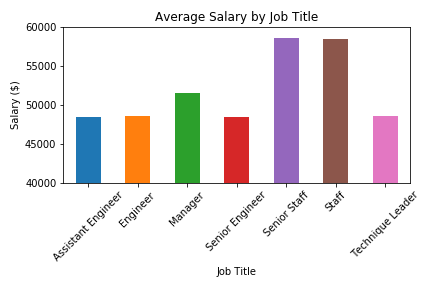 Average Salary by Job Title
Salary ($)
60000
55000
50000
45000
40000
Assistant Engineer
Engineer
Manager
Senior Engineer
Senior Staff
Staff
Technique Leader
Job Title